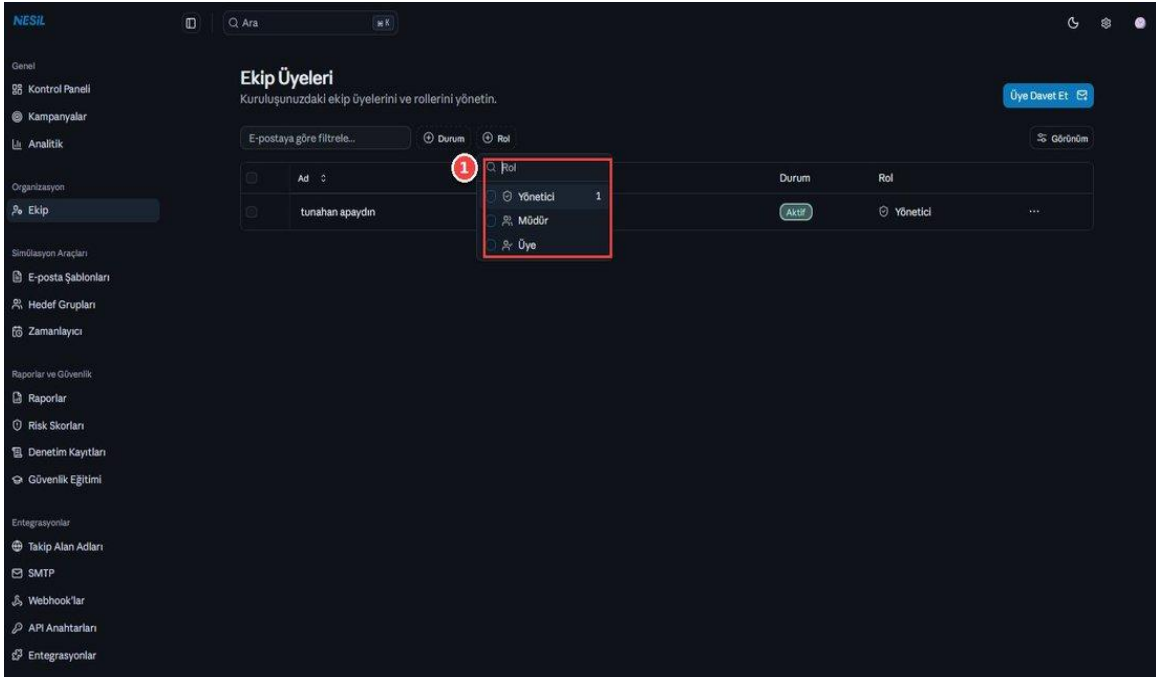 NESiL
Ara
⌘ K
Genel
Kontrol Paneli
Kampanyalar
Analitik
Organizasyon
Ekip
Simülasyon Araçları
E-posta Şablonları
Hedef Grupları
Zamanlayıcı
Raporlar ve Güvenlik
Raporlar
Risk Skorları
Denetim Kayıtları
Güvenlik Eğitimi
Entegrasyonlar
Takip Alan Adları
SMTP
Webhook'lar
API Anahtarları
Entegrasyonlar
Ekip Üyeleri
Kuruluşunuzdaki ekip üyelerini ve rollerini yönetin.
Üye Davet Et
E-postaya göre filtrele... Durum Rol
Görünüm
1
Rol
Yönetici 1
Müdür
Üye
Ad Durum Rol
tunahan apaydın Aktif Yönetici ...